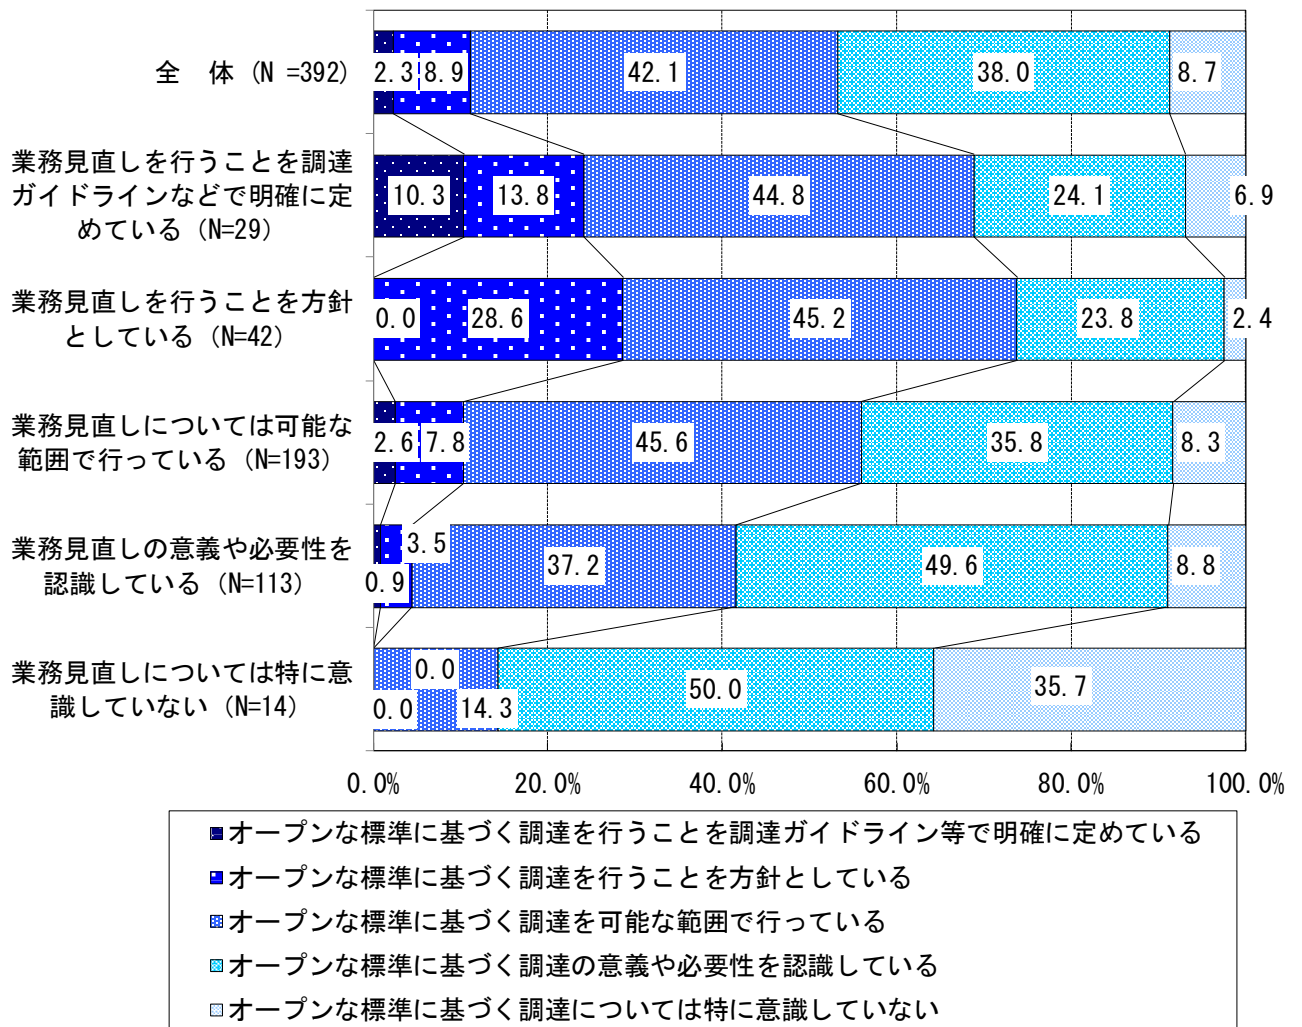 全　体 (N =392)
2.3 8.9 42.1 38.0 8.7
業務見直しを行うことを調達
ガイドラインなどで明確に定
めている (N=29)
10.3 13.8 44.8 24.1 6.9
業務見直しを行うことを方針
としている (N=42)
0.0 28.6 45.2 23.8 2.4
業務見直しについては可能な
範囲で行っている (N=193)
2.6 7.8 45.6 35.8 8.3
業務見直しの意義や必要性を
認識している (N=113)
0.9 3.5 37.2 49.6 8.8
業務見直しについては特に意
識していない (N=14)
0.0 0.0 14.3 50.0 35.7
0.0% 20.0% 40.0% 60.0% 80.0% 100.0%
オープンな標準に基づく調達を行うことを調達ガイドライン等で明確に定めている
オープンな標準に基づく調達を行うことを方針としている
オープンな標準に基づく調達を可能な範囲で行っている
オープンな標準に基づく調達の意義や必要性を認識している
オープンな標準に基づく調達については特に意識していない